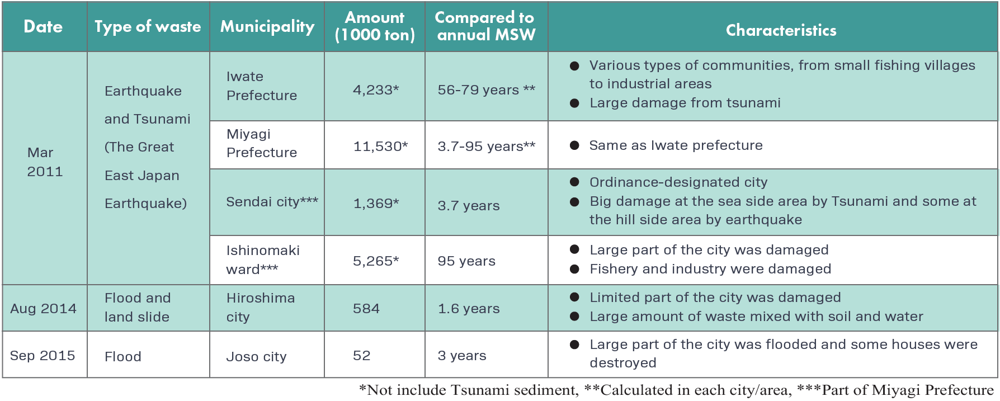 Date
Type of waste
Municipality
Amount
(1000 ton)
Compared to
annual MSW
Characteristics
Mar
2011
Earthquake
and Tsunami
(The Great
East Japan
Earthquake)
Iwate
Prefecture
4,233*
56-79 years **
● Various types of communities, from small fishing villages
to industrial areas
● Large damage from tsunami
Miyagi
Prefecture
11,530*
3.7-95 years**
● Same as Iwate prefecture
Sendai city***
1,369*
3.7 years
● Ordinance-designated city
● Big damage at the sea side area by Tsunami and some at
the hill side area by earthquake
Ishinomaki
ward***
5,265*
95 years
● Large part of the city was damaged
● Fishery and industry were damaged
Aug 2014
Flood and
land slide
Hiroshima
city
584
1.6 years
● Limited part of the city was damaged
● Large amount of waste mixed with soil and water
Sep 2015
Flood
Joso city
52
3 years
● Large part of the city was flooded and some houses were
destroyed
*Not include Tsunami sediment, **Calculated in each city/area, ***Part of Miyagi Prefecture